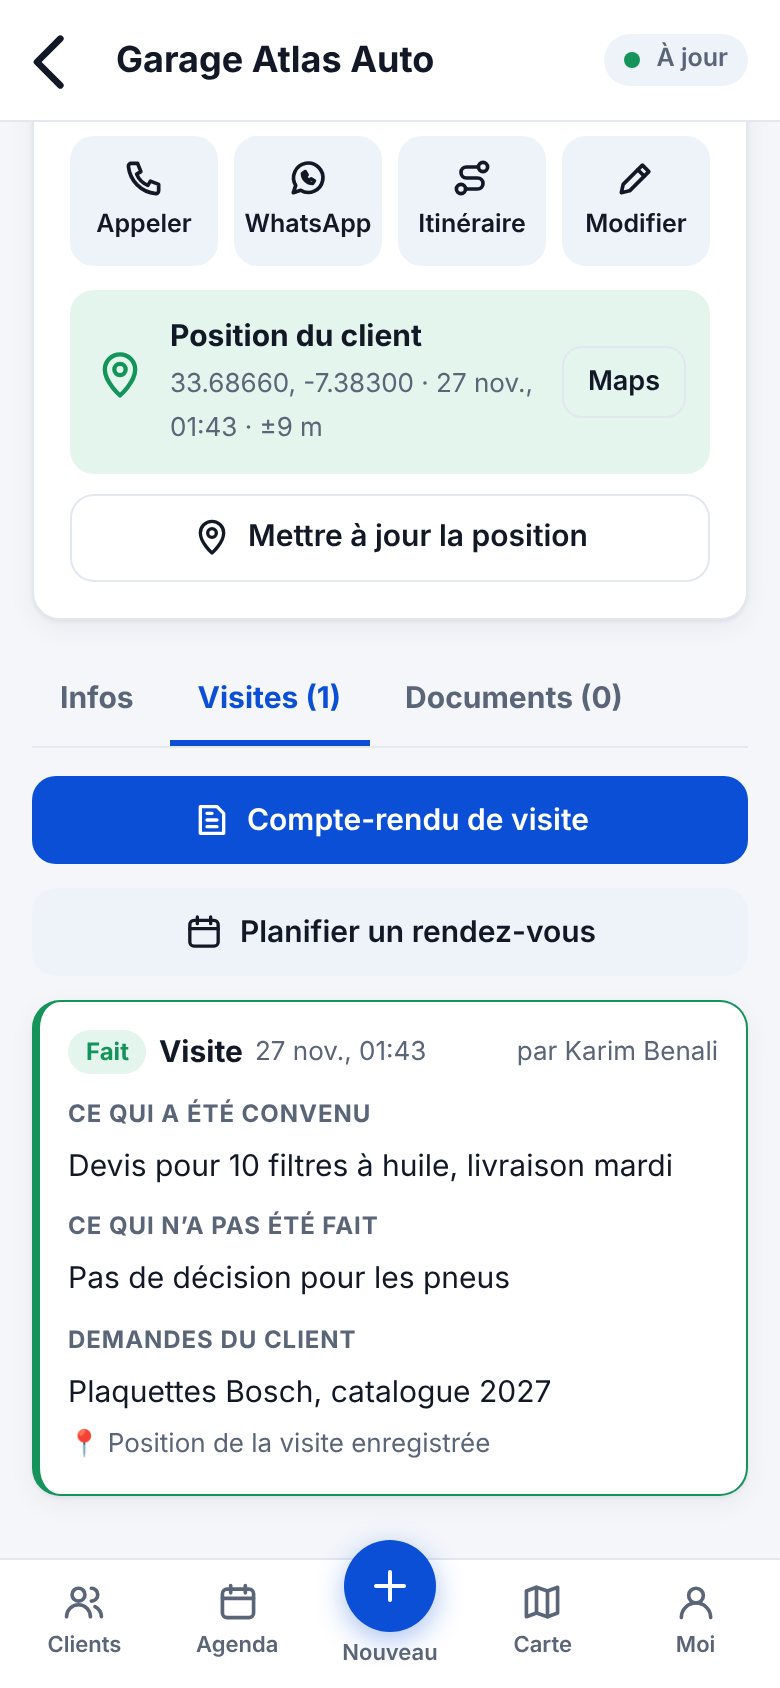 Garage Atlas Auto
À jour
Appeler
WhatsApp
Itinéraire
Modifier
Position du client
33.68660, -7.38300 · 27 nov.,
01:43 · ±9 m
Maps
Mettre à jour la position
Infos
Visites (1)
Documents (0)
Compte-rendu de visite
Planifier un rendez-vous
Fait
Visite 27 nov., 01:43
par Karim Benali
CE QUI A ÉTÉ CONVENU
Devis pour 10 filtres à huile, livraison mardi
CE QUI N’A PAS ÉTÉ FAIT
Pas de décision pour les pneus
DEMANDES DU CLIENT
Plaquettes Bosch, catalogue 2027
Position de la visite enregistrée
Clients
Agenda
Nouveau
Carte
Moi